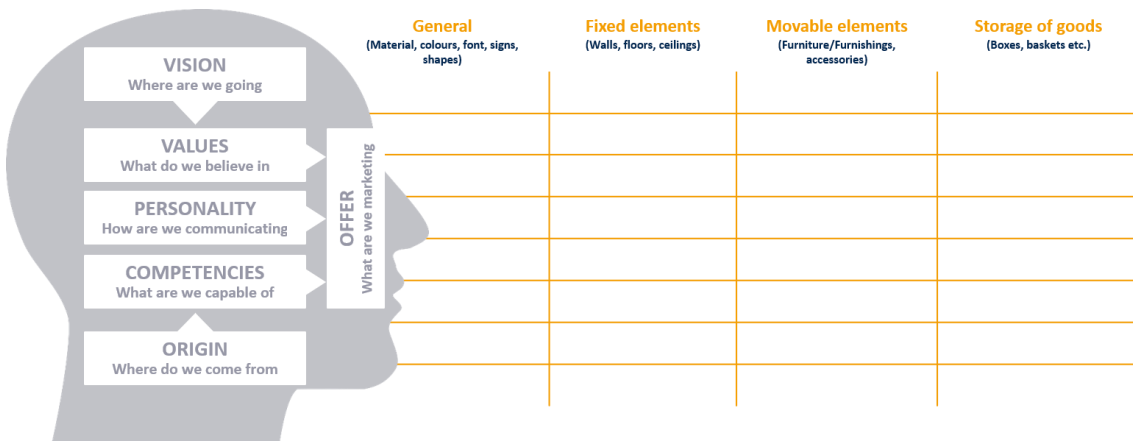 General
(Material, colours, font, signs,
shapes)
Fixed elements
(Walls, floors, ceilings)
Movable elements
(Furniture/Furnishings,
accessories)
Storage of goods
(Boxes, baskets etc.)
VISION
Where are we going
VALUES
What do we believe in
PERSONALITY
How are we communicating
COMPETENCIES
What are we capable of
ORIGIN
Where do we come from
OFFER
What are we marketing